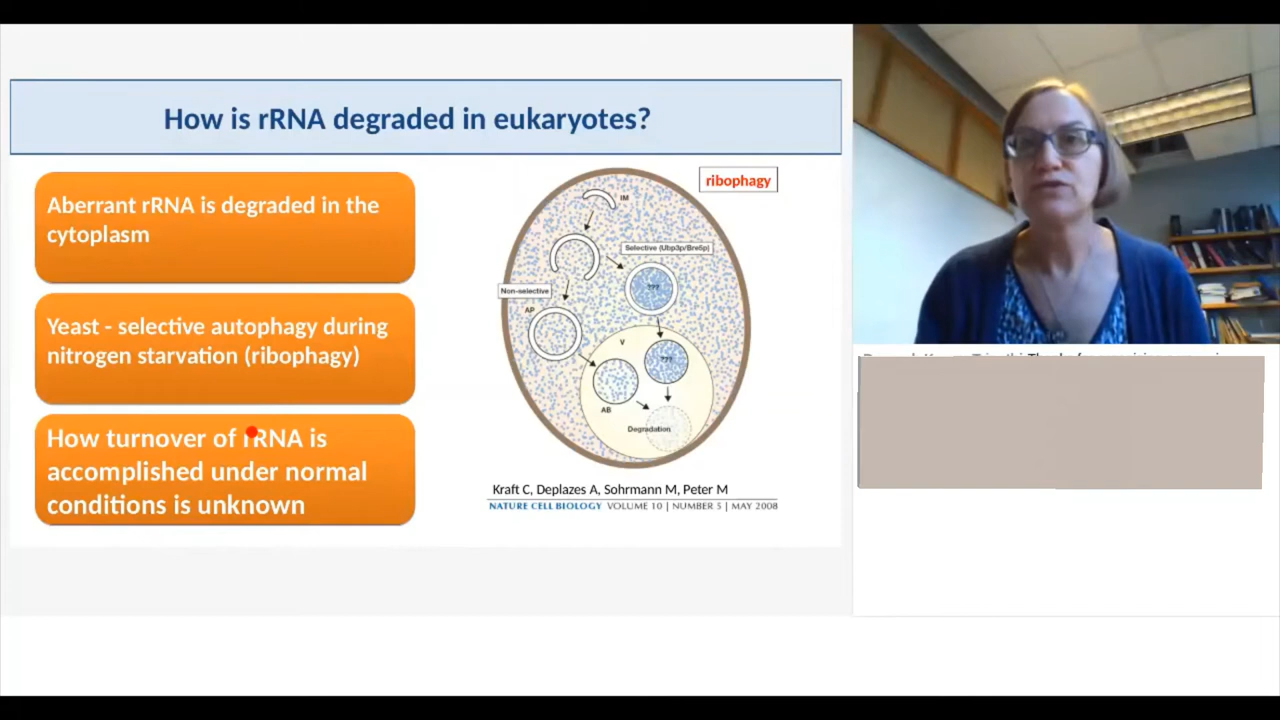 How is rRNA degraded in eukaryotes?
Aberrant rRNA is degraded in the
cytoplasm
Yeast - selective autophagy during
nitrogen starvation (ribophagy)
How turnover of rRNA is
accomplished under normal
conditions is unknown
ribophagy
IM
Selective (Ubp3p/Bre5p)
???
Non-selective
AP
V
???
AB
Degradation
Kraft C, Deplazes A, Sohrmann M, Peter M
NATURE CELL BIOLOGY VOLUME 10 | NUMBER 5 | MAY 2008